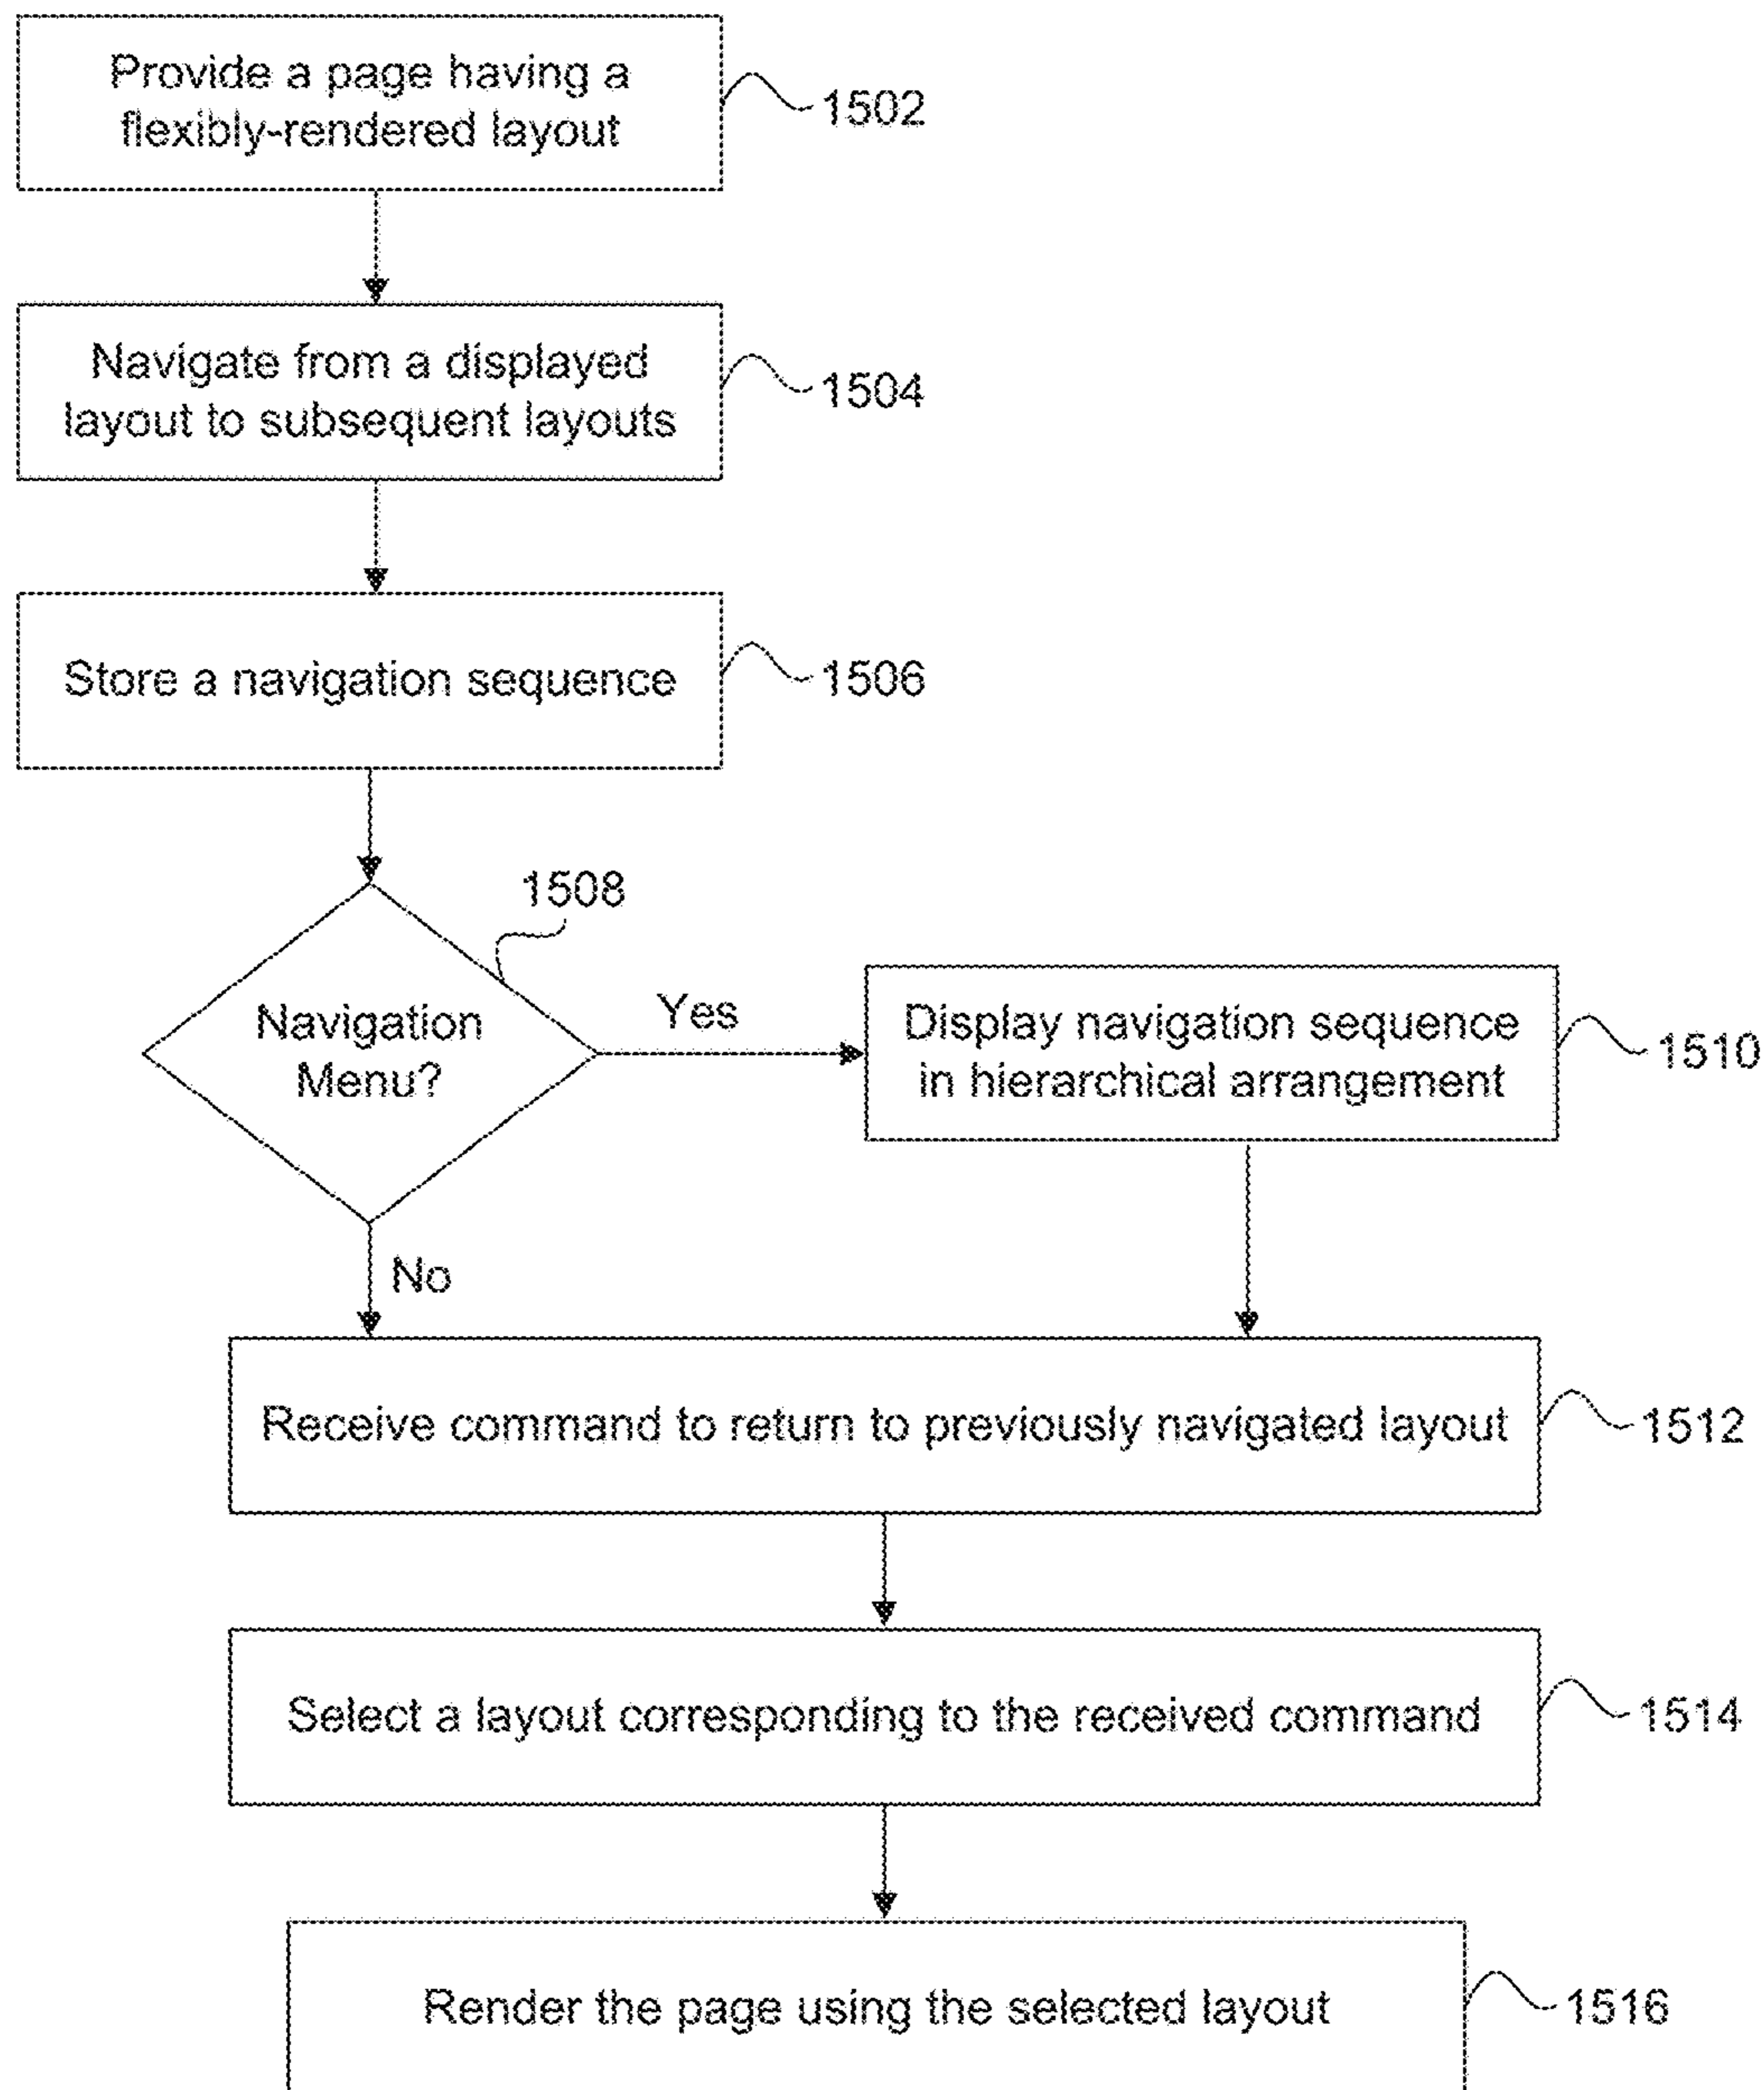 Provide a page having a
flexibly-rendered layout
1502
Navigate from a displayed
layout to subsequent layouts
1504
Store a navigation sequence
1506
1508
Navigation
Menu?
Yes
Display navigation sequence
in hierarchical arrangement
1510
No
Receive command to return to previously navigated layout
1512
Select a layout corresponding to the received command
1514
Render the page using the selected layout
1516